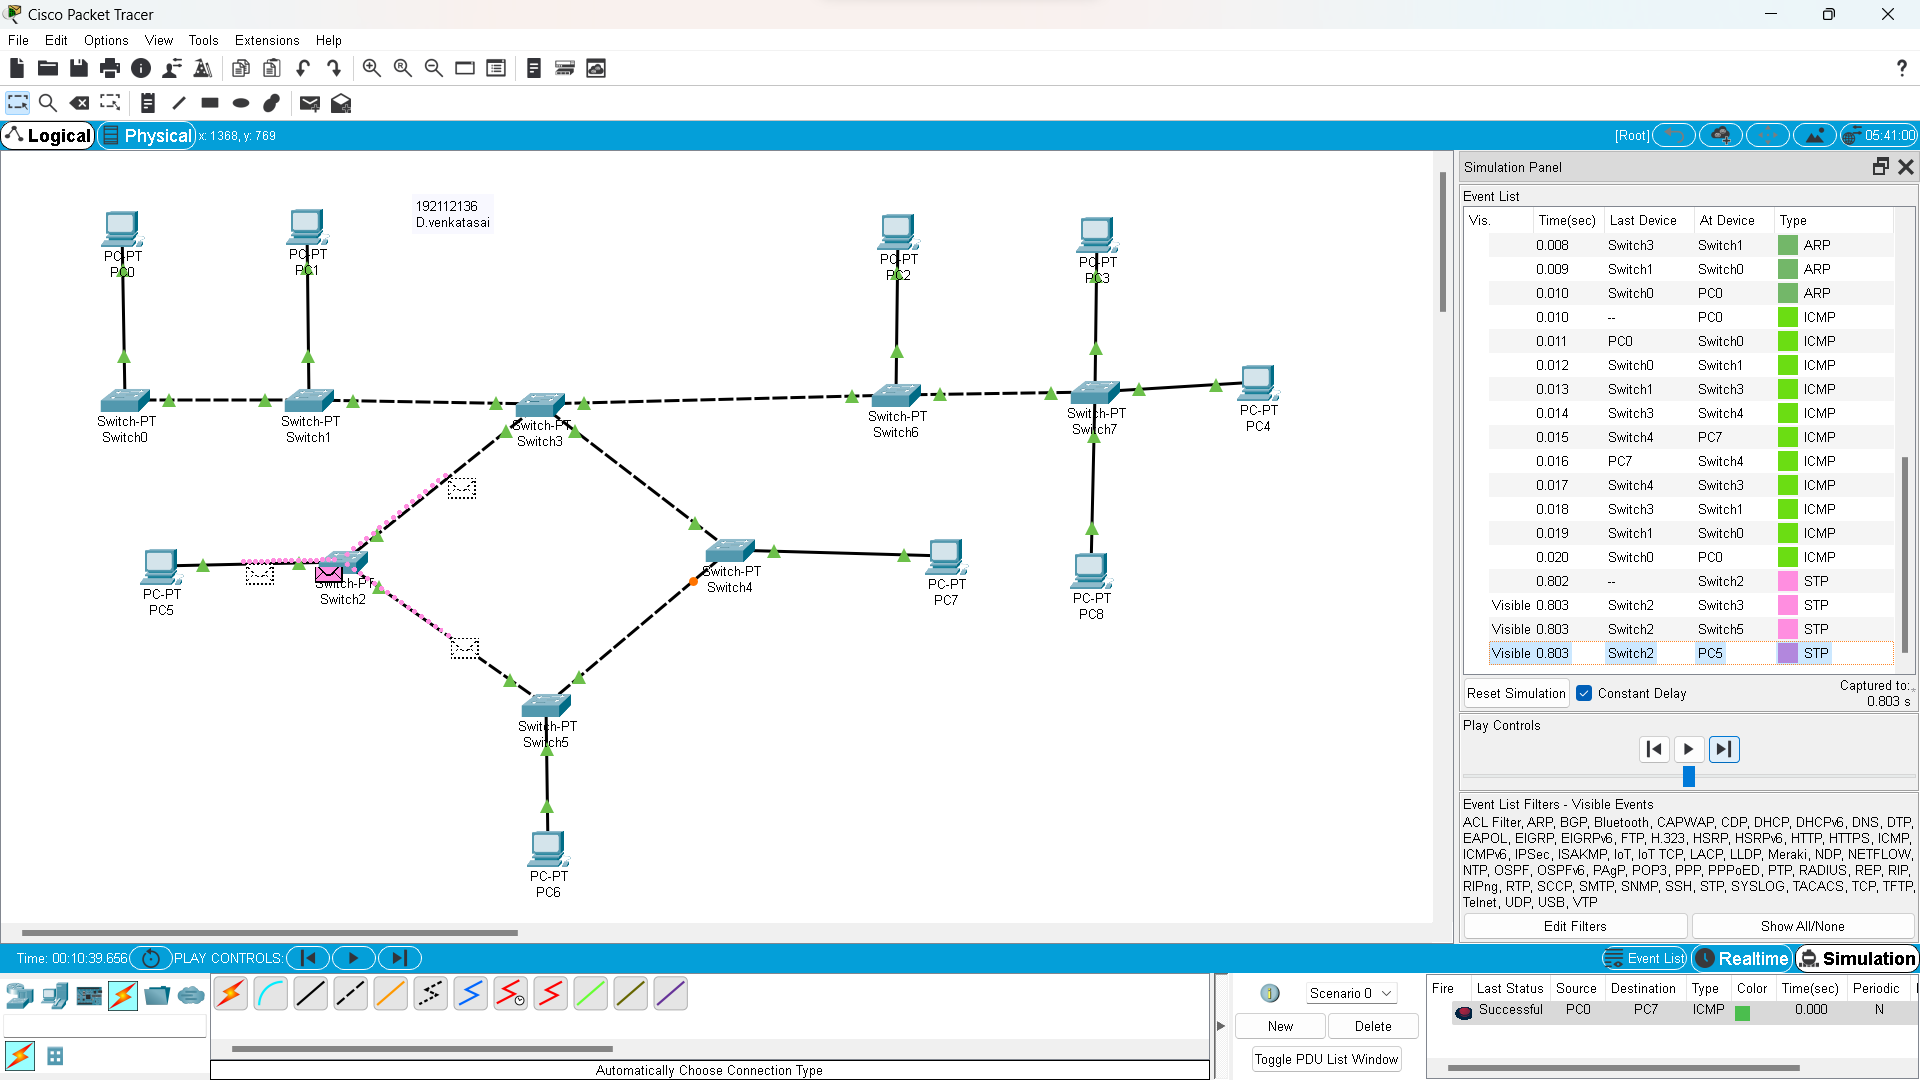 Cisco Packet Tracer
File Edit Options View Tools Extensions Help
?
Logical Physical x: 1368, y: 769 [Root] 05:41:00
192112136
D.venkatasai
PC-PT
PC0
PC-PT
PC1
PC-PT
PC2
PC-PT
PC3
Switch-PT
Switch0
Switch-PT
Switch1
Switch-PT
Switch3
Switch-PT
Switch6
Switch-PT
Switch7
PC-PT
PC4
PC-PT
PC5
Switch-PT
Switch2
Switch-PT
Switch4
PC-PT
PC7
PC-PT
PC8
Switch-PT
Switch5
PC-PT
PC6
Simulation Panel
Event List
Vis. Time(sec) Last Device At Device Type
0.008 Switch3 Switch1 ARP
0.009 Switch1 Switch0 ARP
0.010 Switch0 PC0 ARP
0.010 -- PC0 ICMP
0.011 PC0 Switch0 ICMP
0.012 Switch0 Switch1 ICMP
0.013 Switch1 Switch3 ICMP
0.014 Switch3 Switch4 ICMP
0.015 Switch4 PC7 ICMP
0.016 PC7 Switch4 ICMP
0.017 Switch4 Switch3 ICMP
0.018 Switch3 Switch1 ICMP
0.019 Switch1 Switch0 ICMP
0.020 Switch0 PC0 ICMP
0.802 -- Switch2 STP
Visible 0.803 Switch2 Switch3 STP
Visible 0.803 Switch2 Switch5 STP
Visible 0.803 Switch2 PC5 STP
Reset Simulation Constant Delay Captured to:
0.803 s
Play Controls
Event List Filters - Visible Events
ACL Filter, ARP, BGP, Bluetooth, CAPWAP, CDP, DHCP, DHCPv6, DNS, DTP,
EAPOL, EIGRP, EIGRPv6, FTP, H.323, HSRP, HSRPv6, HTTP, HTTPS, ICMP,
ICMPv6, IPSec, ISAKMP, IoT, IoT TCP, LACP, LLDP, Meraki, NDP, NETFLOW,
NTP, OSPF, OSPFv6, PAgP, POP3, PPP, PPPoED, PTP, RADIUS, REP, RIP,
RIPng, RTP, SCCP, SMTP, SNMP, SSH, STP, SYSLOG, TACACS, TCP, TFTP,
Telnet, UDP, USB, VTP
Edit Filters Show All/None
Time: 00:10:39.656 PLAY CONTROLS: Event List Realtime Simulation
Automatically Choose Connection Type
Scenario 0
New Delete
Toggle PDU List Window
Fire Last Status Source Destination Type Color Time(sec) Periodic
Successful PC0 PC7 ICMP 0.000 N